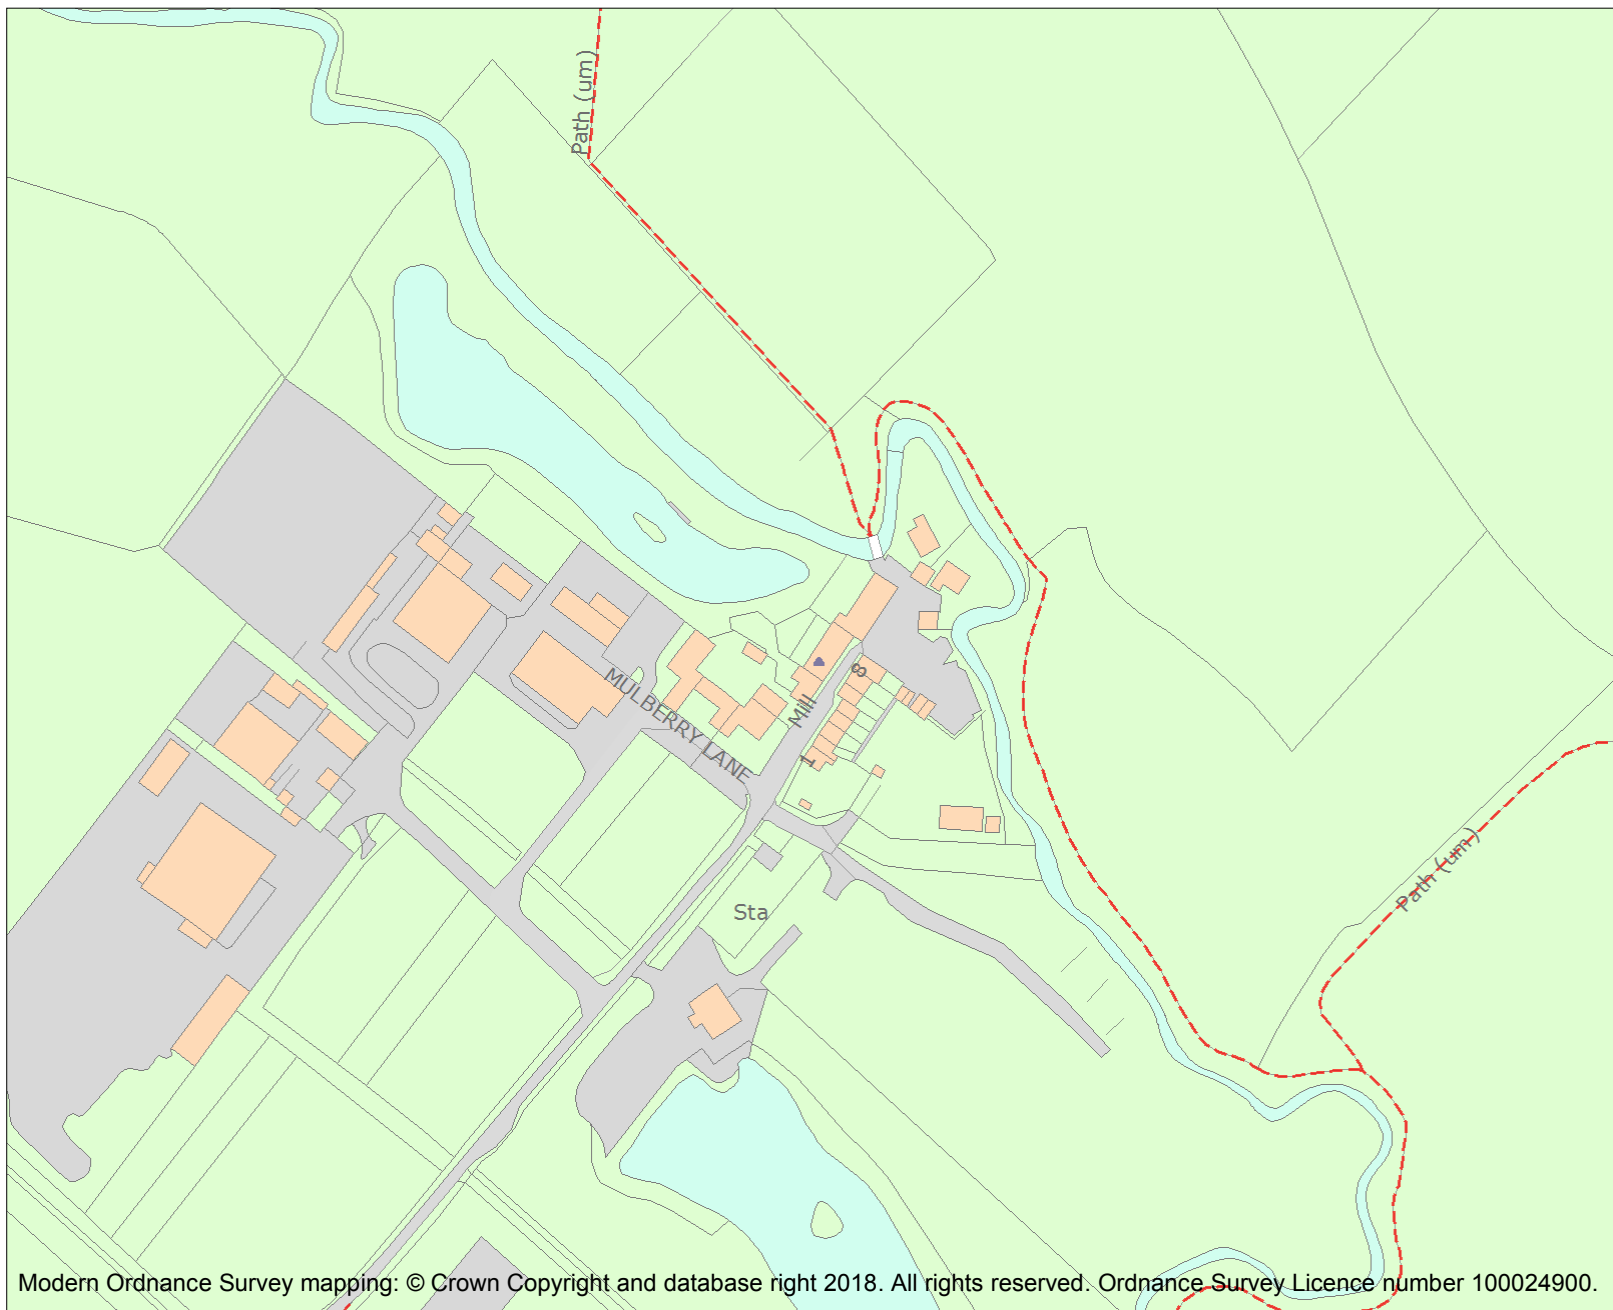 Path (um)
MULBERRY LANE
Mill
8
1
Sta
Path (um)
Modern Ordnance Survey mapping: © Crown Copyright and database right 2018. All rights reserved. Ordnance Survey Licence number 100024900.